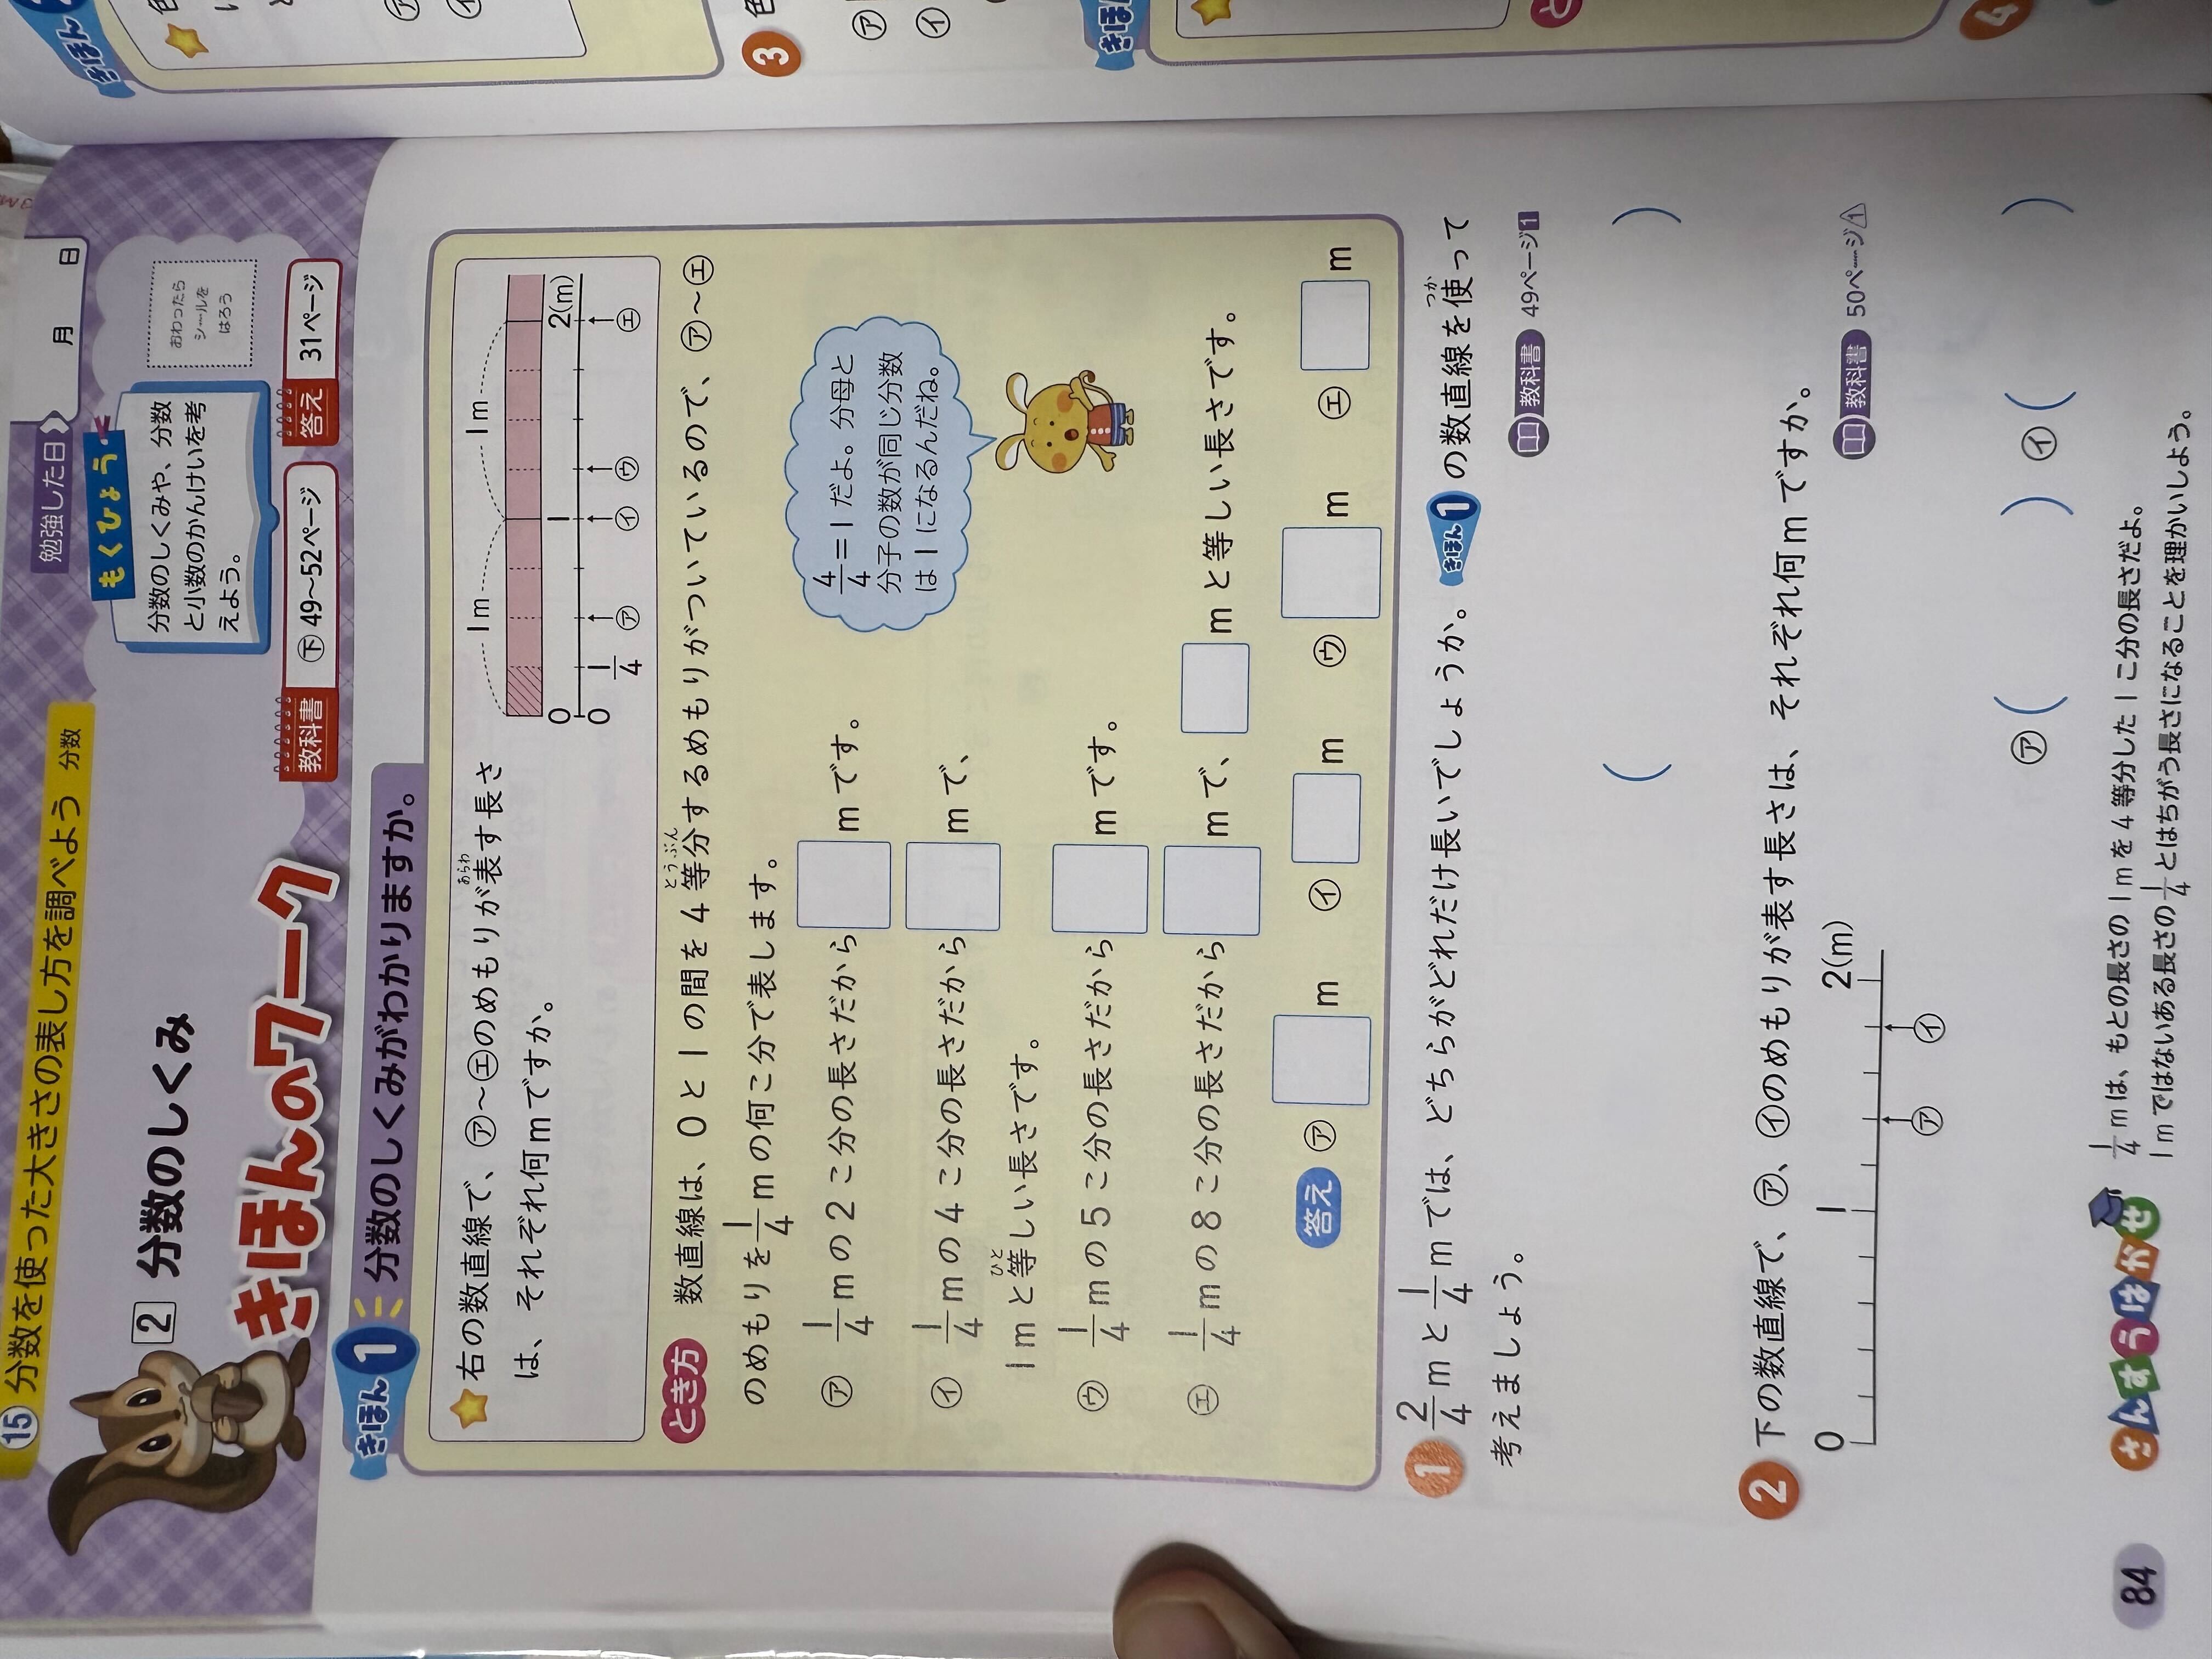 ⑮ 分数を使った大きさの表し方を調べよう 分数
勉強した日 月 日
2 分数のしくみ
きほんのワーク
もくひょう
分数のしくみや、分数
と小数のかんけいを考
えよう。
おわったら
シールを
はろう
教科書 下 49～52ページ
答え 31ページ
きほん 1 分数のしくみがわかりますか。
右の数直線で、㋐～㋓のめもりが表す長さ
は、それぞれ何mですか。
あらわ
1m 1m
0 1 2(m)
0 1/4 ㋐ ㋑ ㋒ ㋓
とき方 数直線は、0と1の間を4等分するめもりがついているので、㋐～㋓
とうぶん
のめもりを1/4mの何こ分で表します。
㋐ 1/4mの2こ分の長さだから mです。
㋑ 1/4mの4こ分の長さだから mで、
1mと等しい長さです。
ひと
㋒ 1/4mの5こ分の長さだから mです。
㋓ 1/4mの8こ分の長さだから mで、 mと等しい長さです。
4/4=1だよ。分母と
分子の数が同じ分数
は1になるんだね。
答え ㋐ m ㋑ m ㋒ m ㋓ m
1 2/4mと1/4mでは、どちらがどれだけ長いでしょうか。きほん1の数直線を使って
つか
考えましょう。
教科書 49ページ1
( )
2 下の数直線で、㋐、㋑のめもりが表す長さは、それぞれ何mですか。
教科書 50ページ1
0 1 2(m)
㋐ ㋑
㋐( ) ㋑( )
さんすうはかせ
1/4mは、もとの長さの1mを4等分した1こ分の長さだよ。
1mではないある長さの1/4とはちがう長さになることを理かいしよう。
84
3 色
㋐
㋑
きほん
と
4